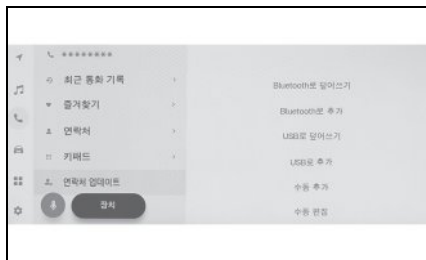 ********
최근 통화 기록
즐겨찾기
연락처
키패드
연락처 업데이트
장치
Bluetooth로 덮어쓰기
Bluetooth로 추가
USB로 덮어쓰기
USB로 추가
수동 추가
수동 편집